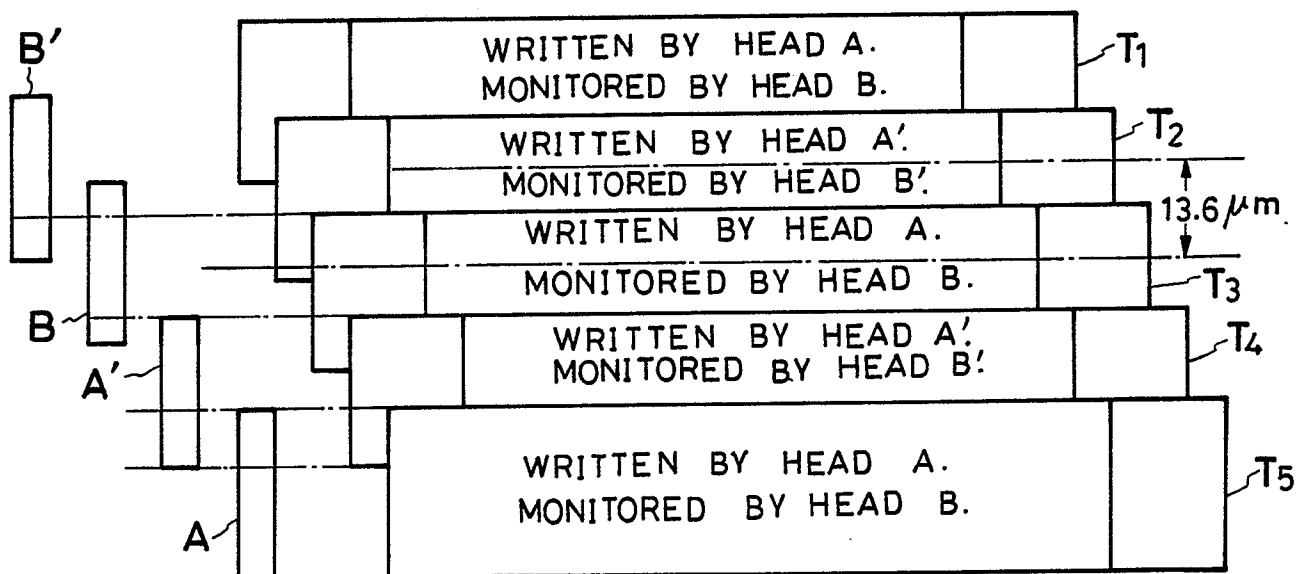 B'
WRITTEN BY HEAD A.
MONITORED BY HEAD B.
T1
WRITTEN BY HEAD A'.
MONITORED BY HEAD B'.
T2
13.6 μm.
WRITTEN BY HEAD A.
MONITORED BY HEAD B.
T3
B
WRITTEN BY HEAD A'.
MONITORED BY HEAD B'.
T4
A'
WRITTEN BY HEAD A.
MONITORED BY HEAD B.
T5
A